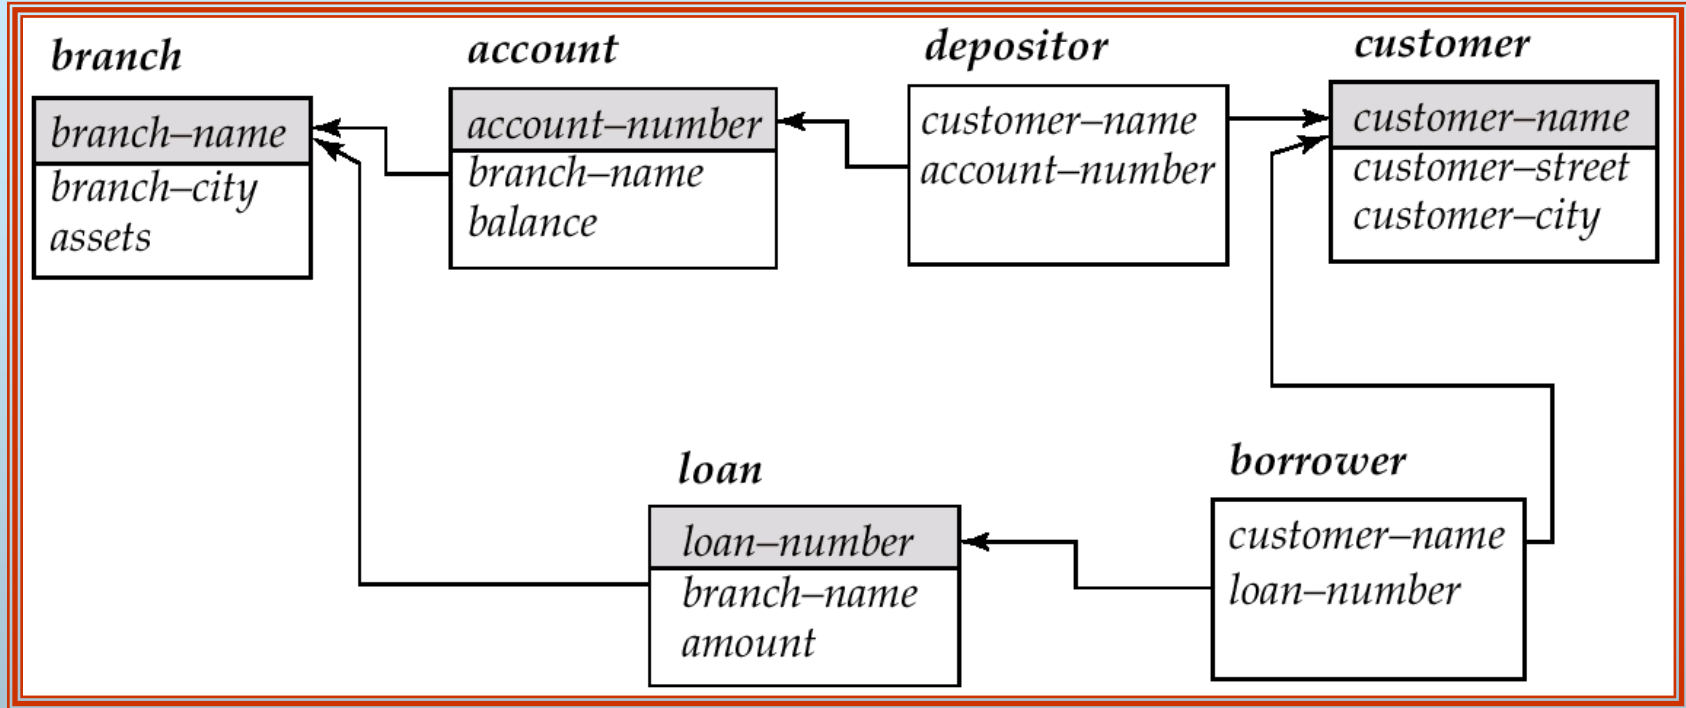 branch
branch–name
branch–city
assets
account
account–number
branch–name
balance
depositor
customer–name
account–number
customer
customer–name
customer–street
customer–city
loan
loan–number
branch–name
amount
borrower
customer–name
loan–number